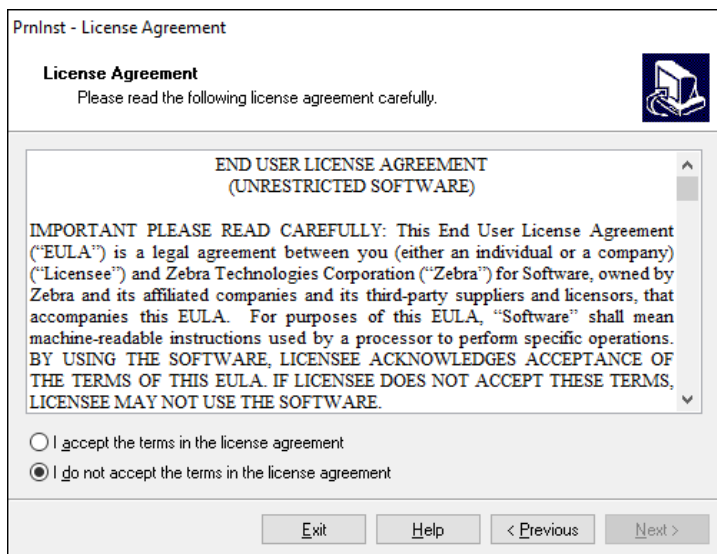 PrnInst - License Agreement
License Agreement
Please read the following license agreement carefully.
END USER LICENSE AGREEMENT
(UNRESTRICTED SOFTWARE)
IMPORTANT PLEASE READ CAREFULLY: This End User License Agreement
(“EULA”) is a legal agreement between you (either an individual or a company)
(“Licensee”) and Zebra Technologies Corporation (“Zebra”) for Software, owned by
Zebra and its affiliated companies and its third-party suppliers and licensors, that
accompanies this EULA. For purposes of this EULA, “Software” shall mean
machine-readable instructions used by a processor to perform specific operations.
BY USING THE SOFTWARE, LICENSEE ACKNOWLEDGES ACCEPTANCE OF
THE TERMS OF THIS EULA. IF LICENSEE DOES NOT ACCEPT THESE TERMS,
LICENSEE MAY NOT USE THE SOFTWARE.
I accept the terms in the license agreement
I do not accept the terms in the license agreement
Exit Help < Previous Next >